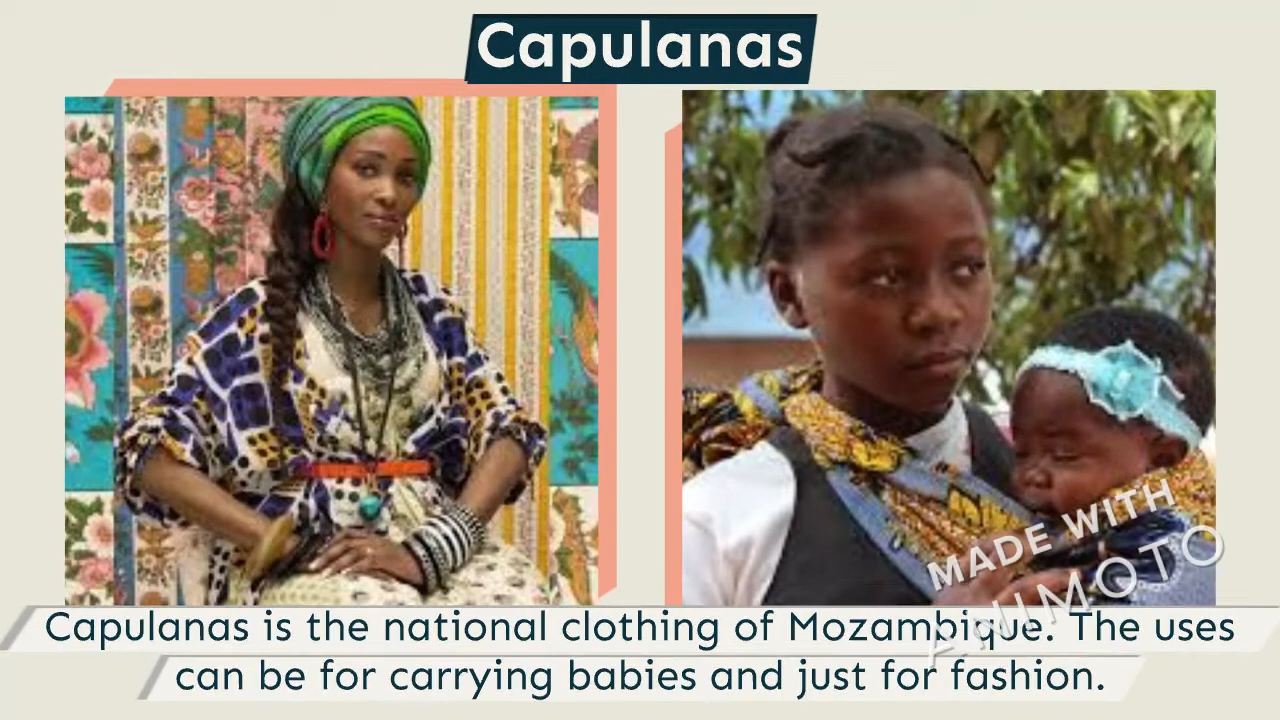 Capulanas
MADE WITH
ANIMOTO
Capulanas is the national clothing of Mozambique. The uses
can be for carrying babies and just for fashion.